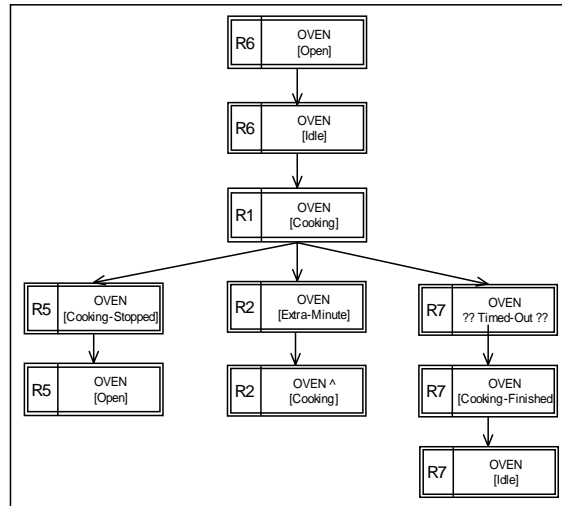 R6
OVEN
[Open]
R6
OVEN
[Idle]
R1
OVEN
[Cooking]
R5
OVEN
[Cooking-Stopped]
R2
OVEN
[Extra-Minute]
R7
OVEN
?? Timed-Out ??
R5
OVEN
[Open]
R2
OVEN ^
[Cooking]
R7
OVEN
[Cooking-Finished
R7
OVEN
[Idle]